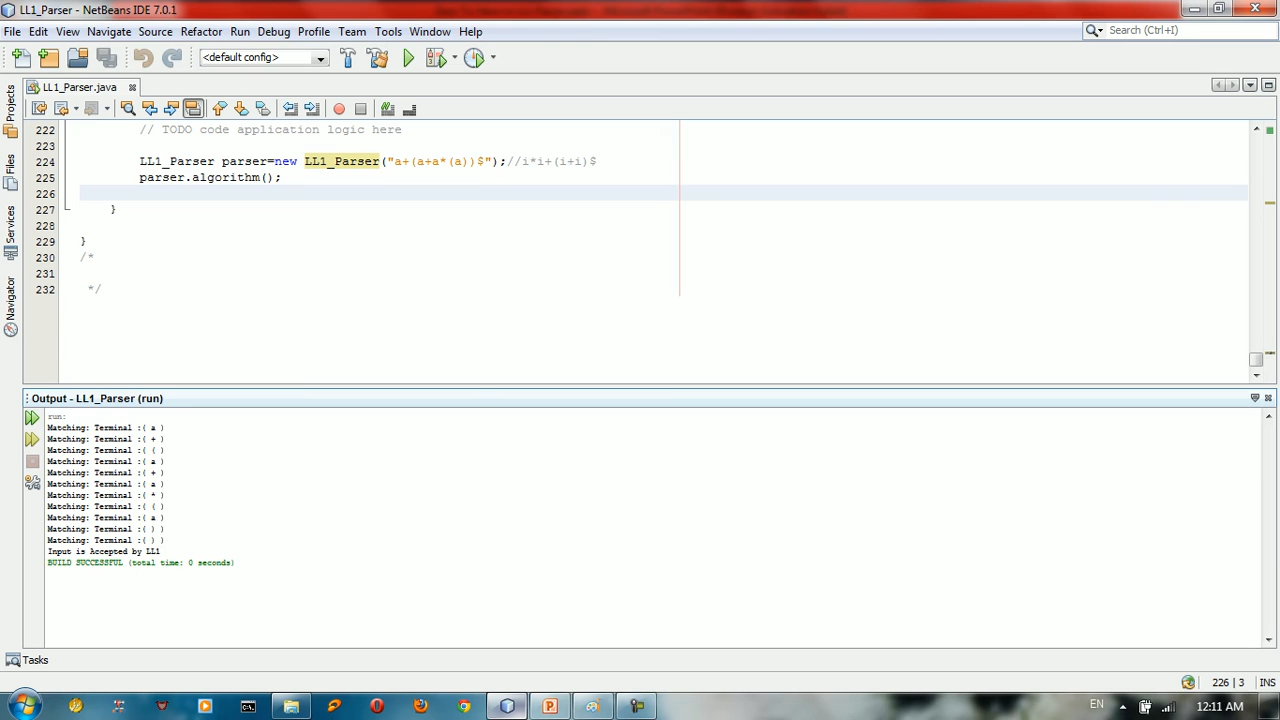 LL1_Parser - NetBeans IDE 7.0.1
File Edit View Navigate Source Refactor Run Debug Profile Team Tools Window Help
Search (Ctrl+I)
<default config>
LL1_Parser.java
Projects
Files
Services
Navigator
222 // TODO code application logic here
223
224 LL1_Parser parser=new LL1_Parser("a+(a+a*(a))$");//i*i+(i+i)$
225 parser.algorithm();
226
227 }
228
229 }
230 /*
231
232 */
Output - LL1_Parser (run)
run:
Matching: Terminal :( a )
Matching: Terminal :( + )
Matching: Terminal :( ( )
Matching: Terminal :( a )
Matching: Terminal :( + )
Matching: Terminal :( a )
Matching: Terminal :( * )
Matching: Terminal :( ( )
Matching: Terminal :( a )
Matching: Terminal :( ) )
Matching: Terminal :( ) )
Input is Accepted by LL1
BUILD SUCCESSFUL (total time: 0 seconds)
Tasks
226 | 3 INS
EN 12:11 AM